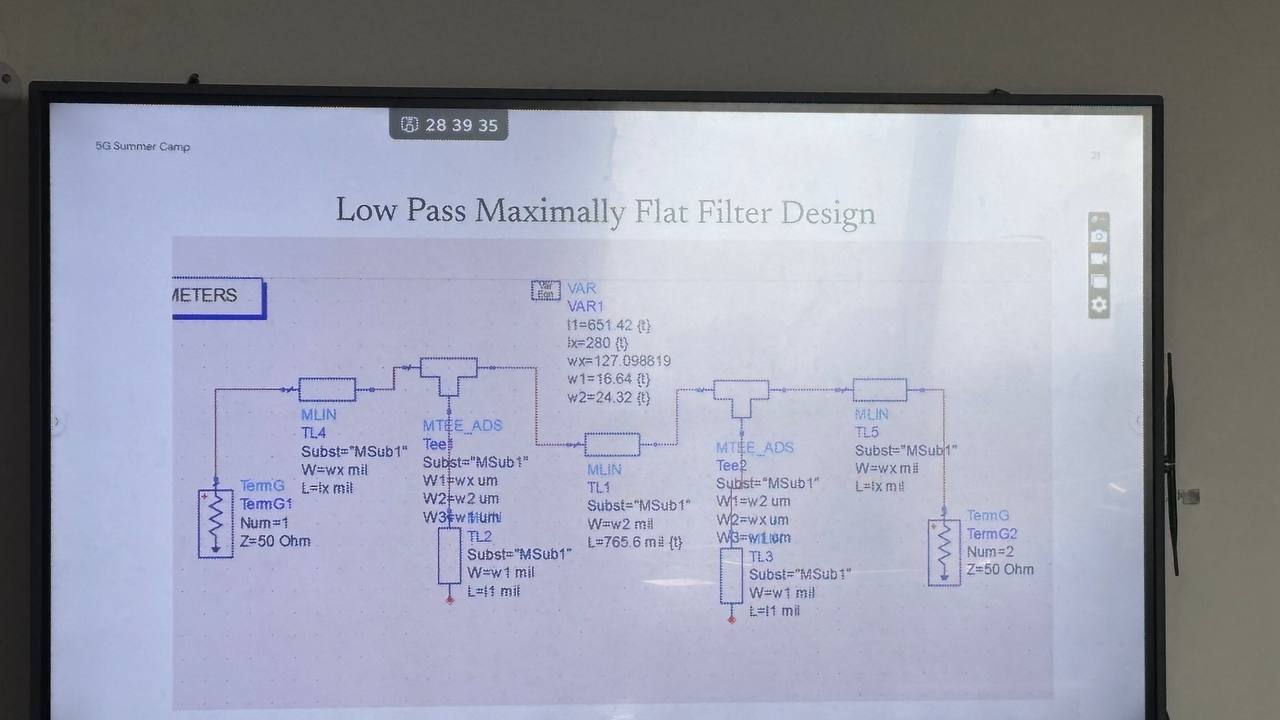 28 39 35
5G Summer Camp
21
Low Pass Maximally Flat Filter Design
METERS
Var
Eqn
VAR
VAR1
l1=651.42 {t}
lx=280 {t}
wx=127.098819
w1=16.64 {t}
w2=24.32 {t}
MLIN
TL4
Subst="MSub1"
W=wx mil
L=lx mil
MTEE_ADS
Subst="MSub1"
W1=wx um
W2=w2 um
W3=w1 um
TL2
Subst="MSub1"
W=w1 mil
L=l1 mil
MLIN
TL1
Subst="MSub1"
W=w2 mil
L=765.6 mil {t}
MTEE_ADS
Tee2
Subst="MSub1"
W1=w2 um
W2=wx um
W3=w1 um
TL3
Subst="MSub1"
W=w1 mil
L=l1 mil
MLIN
TL5
Subst="MSub1"
W=wx mil
L=lx mil
TermG
TermG1
Num=1
Z=50 Ohm
TermG
TermG2
Num=2
Z=50 Ohm